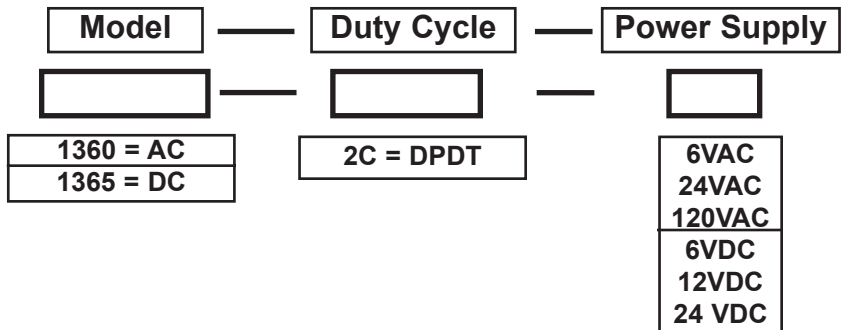 Model — Duty Cycle — Power Supply
1360 = AC
1365 = DC
2C = DPDT
6VAC
24VAC
120VAC
6VDC
12VDC
24 VDC